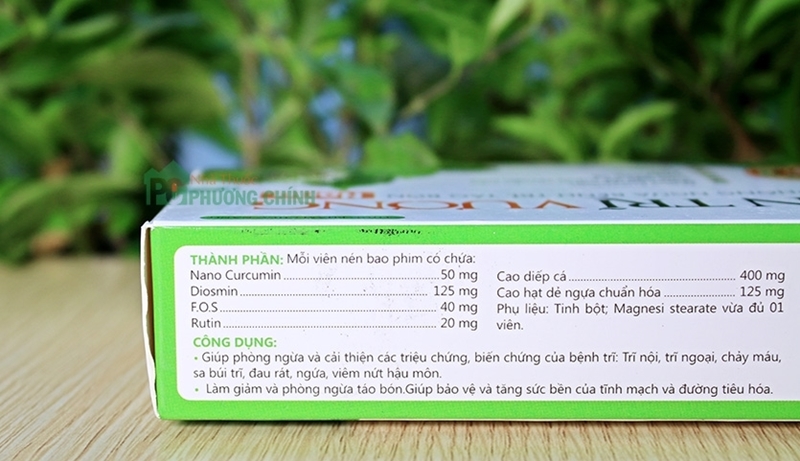 PHƯƠNG CHÍNH
TRĨ VƯƠNG
THÀNH PHẦN: Mỗi viên nén bao phim có chứa:
Nano Curcumin 50 mg
Diosmin 125 mg
F.O.S 40 mg
Rutin 20 mg
Cao diếp cá 400 mg
Cao hạt dẻ ngựa chuẩn hóa 125 mg
Phụ liệu: Tinh bột; Magnesi stearate vừa đủ 01
viên.
CÔNG DỤNG:
• Giúp phòng ngừa và cải thiện các triệu chứng, biến chứng của bệnh trĩ: Trĩ nội, trĩ ngoại, chảy máu,
sa búi trĩ, đau rát, ngứa, viêm nứt hậu môn.
• Làm giảm và phòng ngừa táo bón.Giúp bảo vệ và tăng sức bền của tĩnh mạch và đường tiêu hóa.